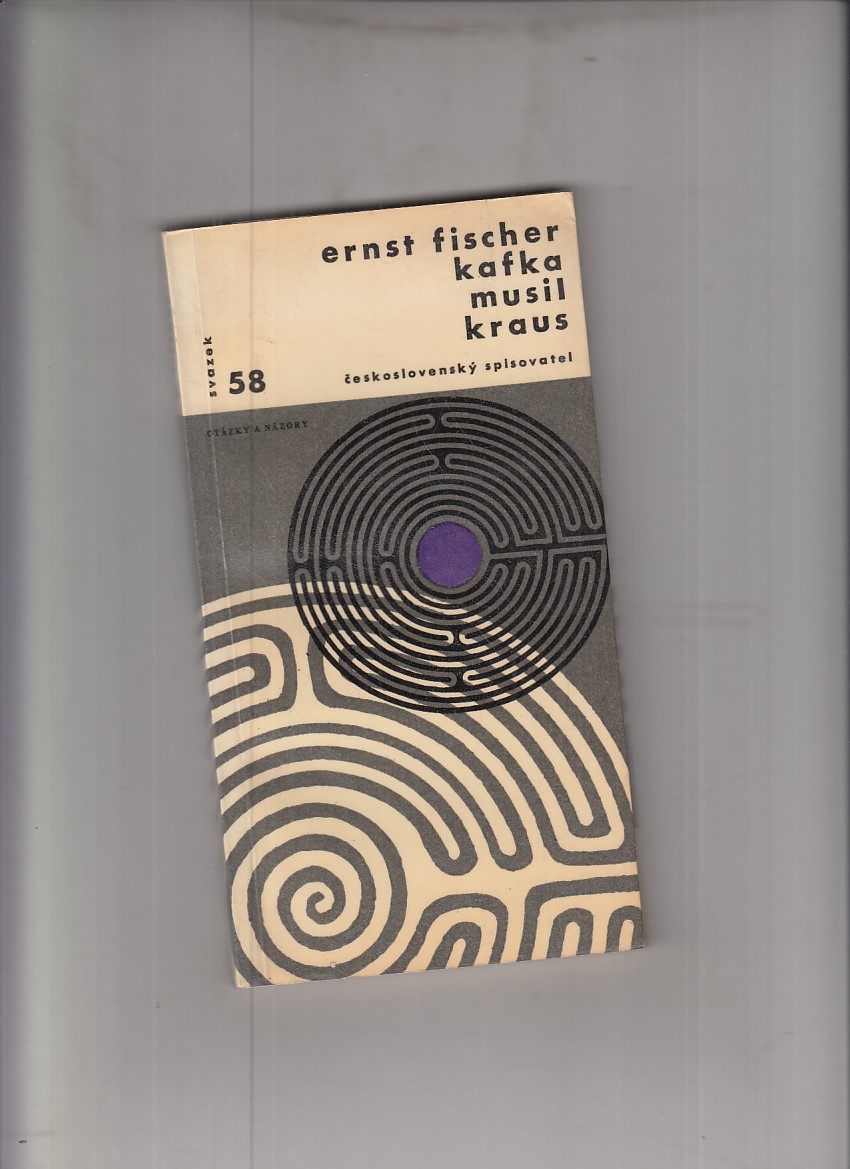 ernst fischer
kafka
musil
kraus
československý spisovatel
svazek
58
OTÁZKY A NÁZORY